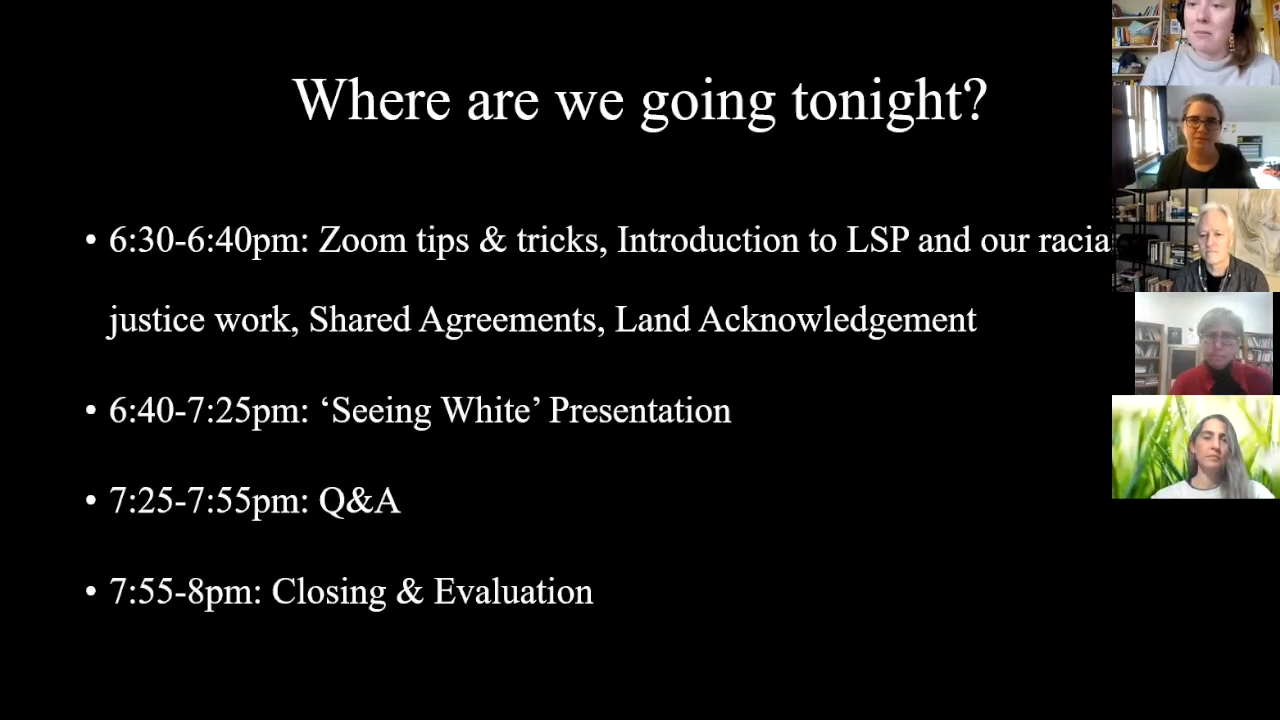 Where are we going tonight?
• 6:30-6:40pm: Zoom tips & tricks, Introduction to LSP and our racia
justice work, Shared Agreements, Land Acknowledgement
• 6:40-7:25pm: ‘Seeing White’ Presentation
• 7:25-7:55pm: Q&A
• 7:55-8pm: Closing & Evaluation